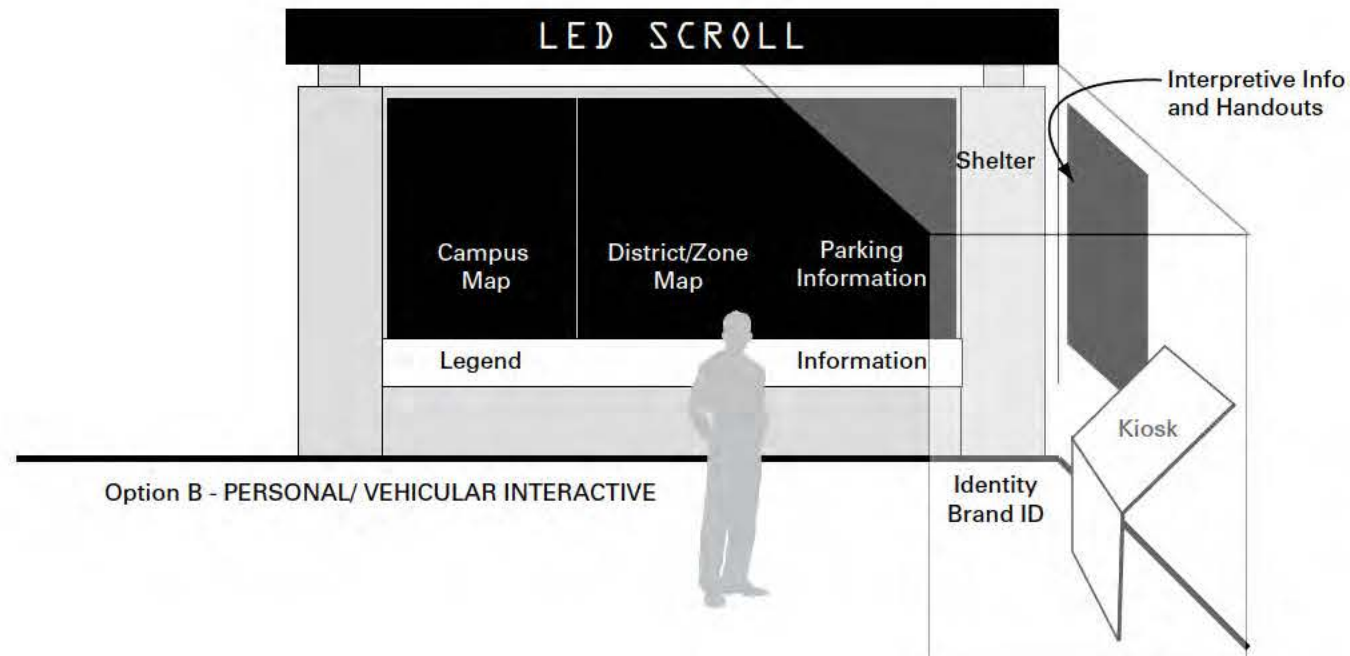 LED SCROLL
Interpretive Info
and Handouts
Shelter
Campus
Map
District/Zone
Map
Parking
Information
Legend
Information
Kiosk
Option B - PERSONAL/ VEHICULAR INTERACTIVE
Identity
Brand ID